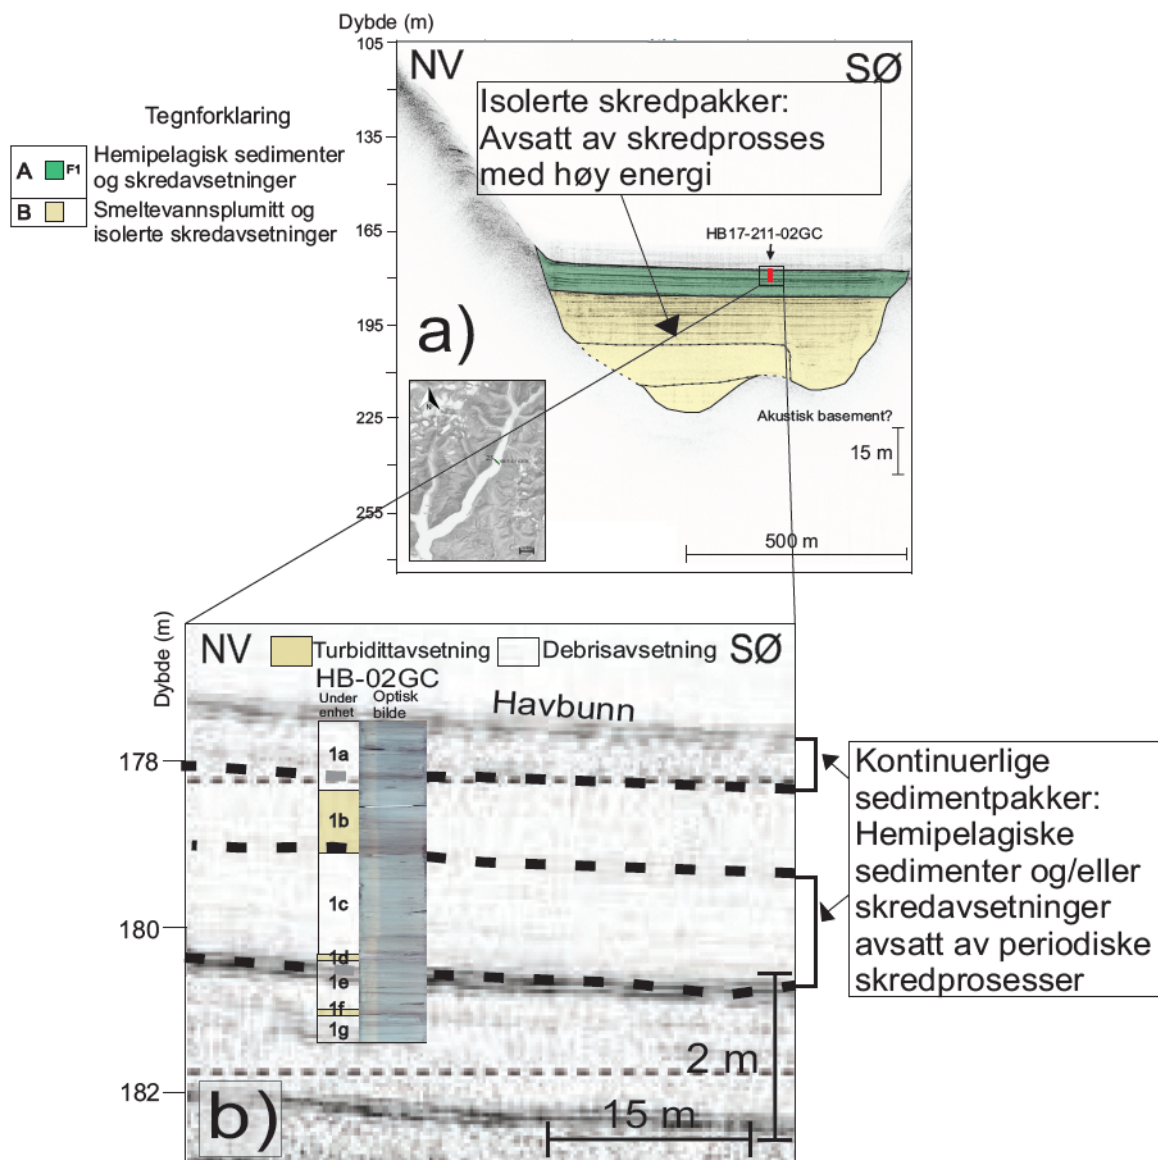 Dybde (m)
105
135
165
195
225
255
NV
SØ
Isolerte skredpakker:
Avsatt av skredprosses
med høy energi
Tegnforklaring
A F1 Hemipelagisk sedimenter
og skredavsetninger
B Smeltevannsplumitt og
isolerte skredavsetninger
HB17-211-02GC
a)
N
Akustisk basement?
15 m
500 m
Dybde (m)
178
180
182
NV
Turbidittavsetning
Debrisavsetning
SØ
HB-02GC
Under
enhet
Optisk
bilde
Havbunn
1a
1b
1c
1d
1e
1f
1g
Kontinuerlige
sedimentpakker:
Hemipelagiske
sedimenter og/eller
skredavsetninger
avsatt av periodiske
skredprosesser
2 m
15 m
b)